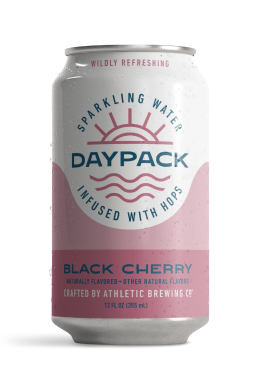 WILDLY REFRESHING
SPARKLING WATER
DAYPACK
INFUSED WITH HOPS
BLACK CHERRY
NATURALLY FLAVORED • OTHER NATURAL FLAVORS
CRAFTED BY ATHLETIC BREWING CO
12 FL OZ (355 mL)